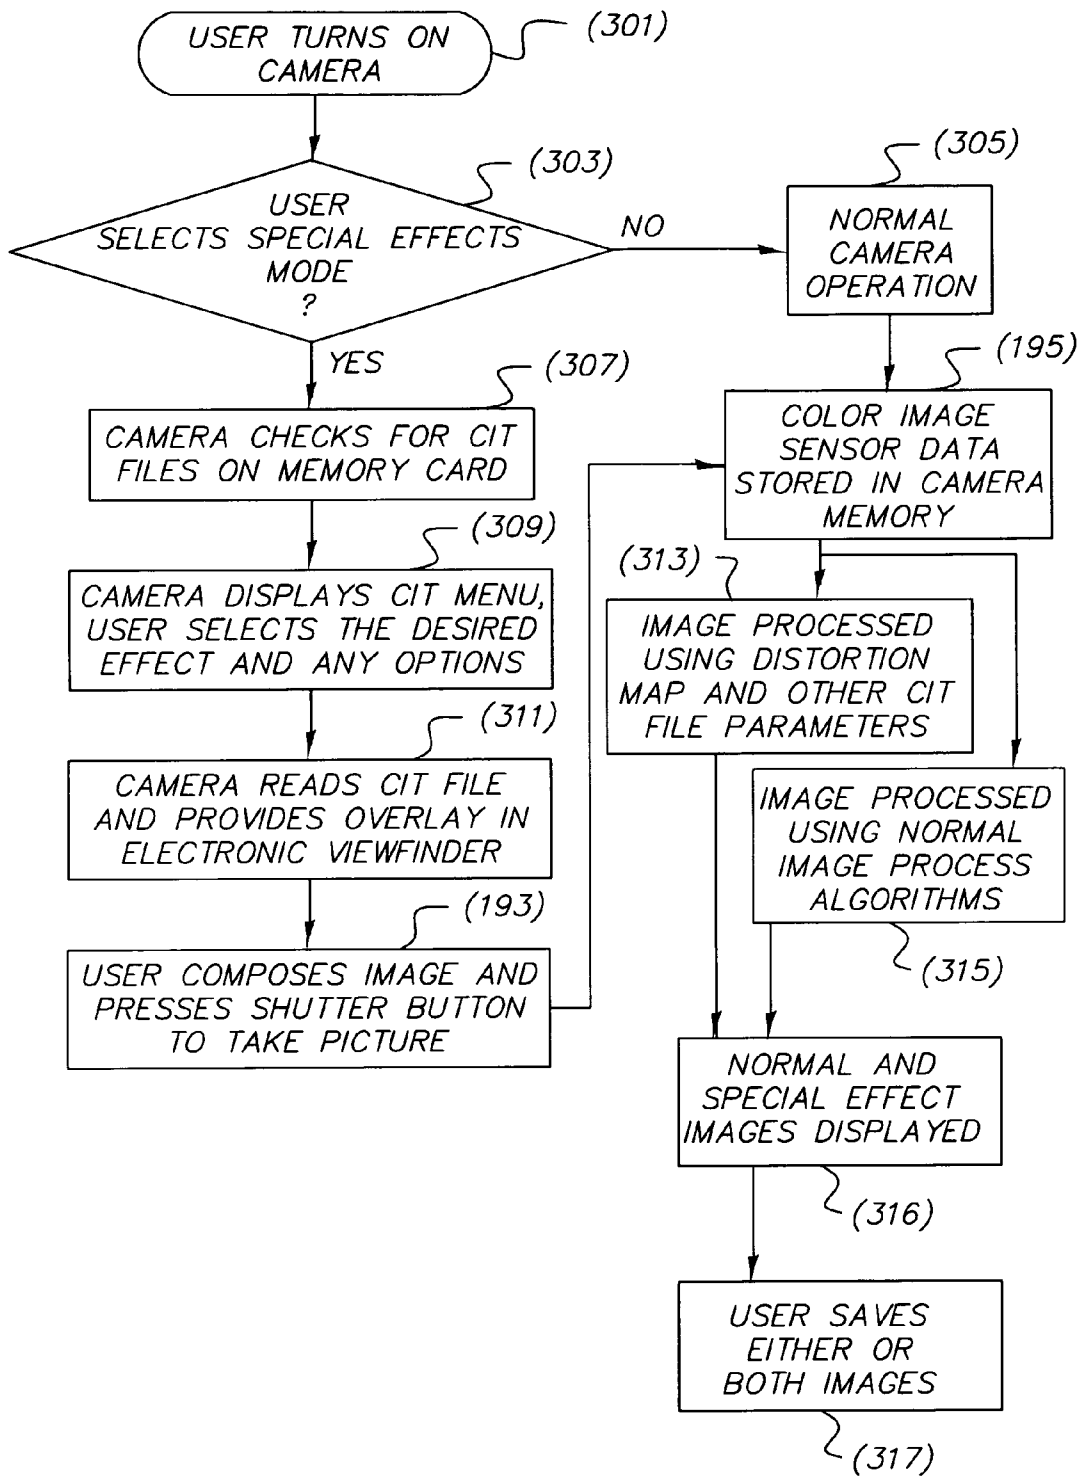 USER TURNS ON
CAMERA
(301)
USER
SELECTS SPECIAL EFFECTS
MODE
?
(303)
NO
YES
(305)
NORMAL
CAMERA
OPERATION
(307)
CAMERA CHECKS FOR CIT
FILES ON MEMORY CARD
(309)
CAMERA DISPLAYS CIT MENU,
USER SELECTS THE DESIRED
EFFECT AND ANY OPTIONS
(311)
CAMERA READS CIT FILE
AND PROVIDES OVERLAY IN
ELECTRONIC VIEWFINDER
(193)
USER COMPOSES IMAGE AND
PRESSES SHUTTER BUTTON
TO TAKE PICTURE
(195)
COLOR IMAGE
SENSOR DATA
STORED IN CAMERA
MEMORY
(313)
IMAGE PROCESSED
USING DISTORTION
MAP AND OTHER CIT
FILE PARAMETERS
IMAGE PROCESSED
USING NORMAL
IMAGE PROCESS
ALGORITHMS
(315)
NORMAL AND
SPECIAL EFFECT
IMAGES DISPLAYED
(316)
USER SAVES
EITHER OR
BOTH IMAGES
(317)